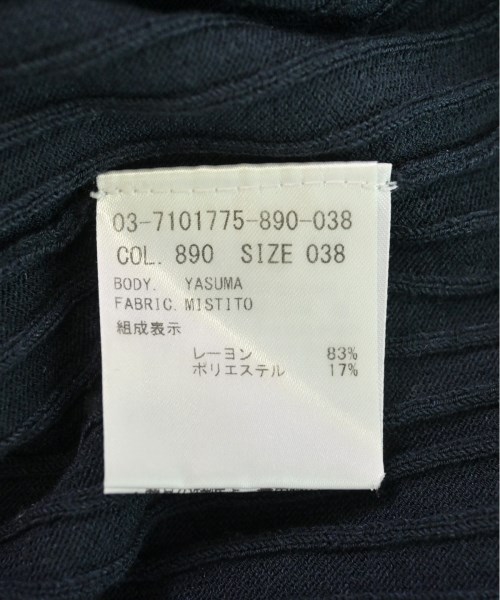 03-7101775-890-038
COL. 890 SIZE 038
BODY. YASUMA
FABRIC. MISTITO
組成表示
レーヨン 83%
ポリエステル 17%